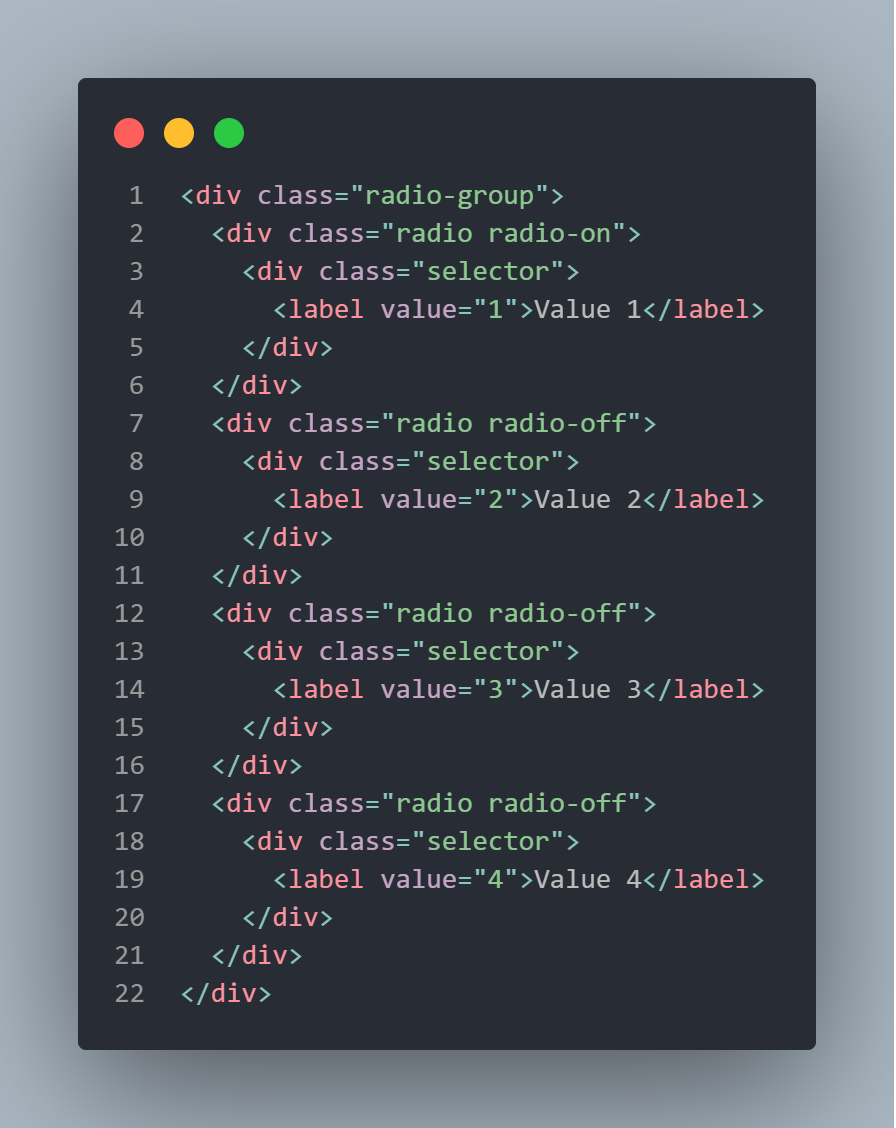 1 <div class="radio-group">
2   <div class="radio radio-on">
3     <div class="selector">
4       <label value="1">Value 1</label>
5     </div>
6   </div>
7   <div class="radio radio-off">
8     <div class="selector">
9       <label value="2">Value 2</label>
10     </div>
11   </div>
12   <div class="radio radio-off">
13     <div class="selector">
14       <label value="3">Value 3</label>
15     </div>
16   </div>
17   <div class="radio radio-off">
18     <div class="selector">
19       <label value="4">Value 4</label>
20     </div>
21   </div>
22 </div>